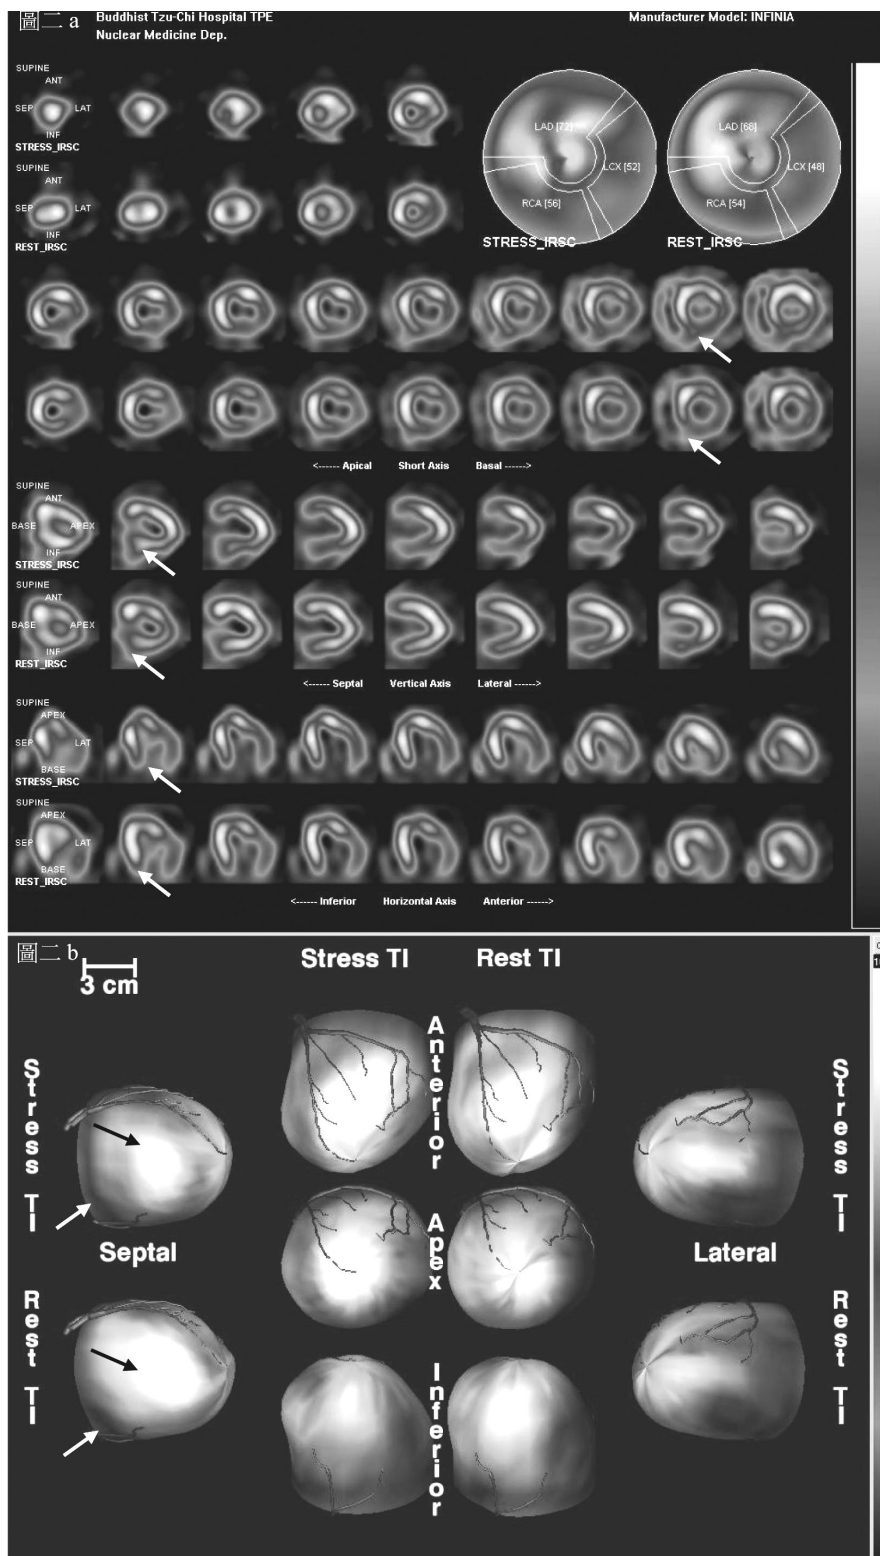 圖二 a
Buddhist Tzu-Chi Hospital TPE
Manufacturer Model: INFINIA
Nuclear Medicine Dep.
SUPINE
ANT
SEP
LAT
INF
STRESS_IRSC
SUPINE
ANT
SEP
LAT
INF
REST_IRSC
LAD [72]
LCX [52]
RCA [56]
STRESS_IRSC
LAD [68]
LCX [48]
RCA [54]
REST_IRSC
<------ Apical Short Axis Basal ------>
SUPINE
ANT
BASE
APEX
INF
STRESS_IRSC
SUPINE
ANT
BASE
APEX
INF
REST_IRSC
<------ Septal Vertical Axis Lateral ------>
SUPINE
APEX
SEP
LAT
BASE
STRESS_IRSC
SUPINE
APEX
SEP
LAT
BASE
REST_IRSC
<------ Inferior Horizontal Axis Anterior ------>
圖二 b
3 cm
Stress Tl
Rest Tl
Anterior
Stress Tl
Stress Tl
Apex
Septal
Lateral
Rest Tl
Rest Tl
Inferior